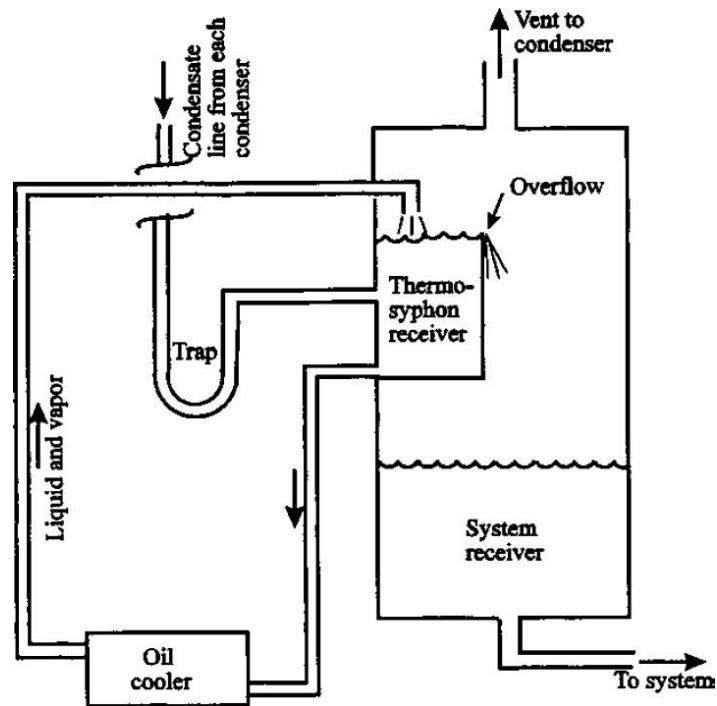 Vent to
condenser
Condensate
line from each
condenser
Overflow
Thermo-
syphon
receiver
Trap
Liquid and vapor
System
receiver
Oil
cooler
To systems